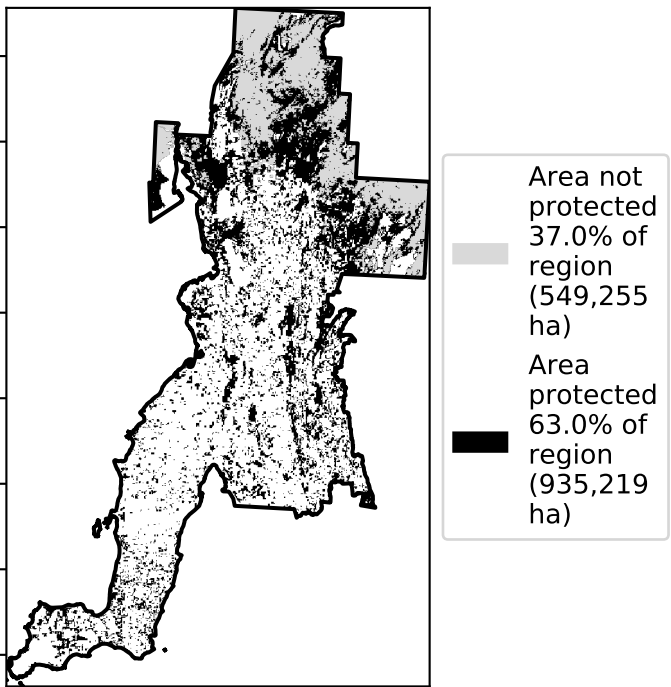 Area not
protected
37.0% of
region
(549,255
ha)
Area
protected
63.0% of
region
(935,219
ha)